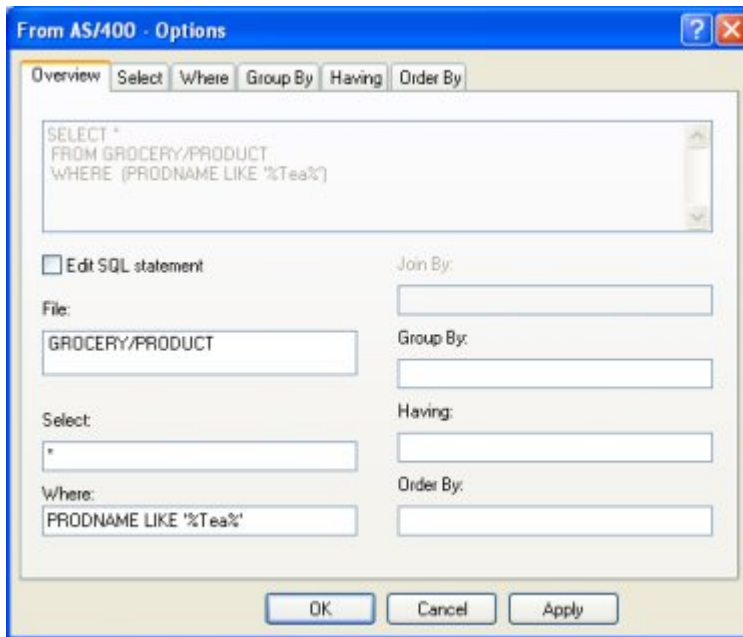 From AS/400 - Options
Overview Select Where Group By Having Order By
SELECT *
FROM GROCERY/PRODUCT
WHERE (PRODNAME LIKE '%Tea%')
Edit SQL statement
Join By:
File:
GROCERY/PRODUCT
Group By:
Select:
*
Having:
Where:
PRODNAME LIKE '%Tea%'
Order By:
OK Cancel Apply